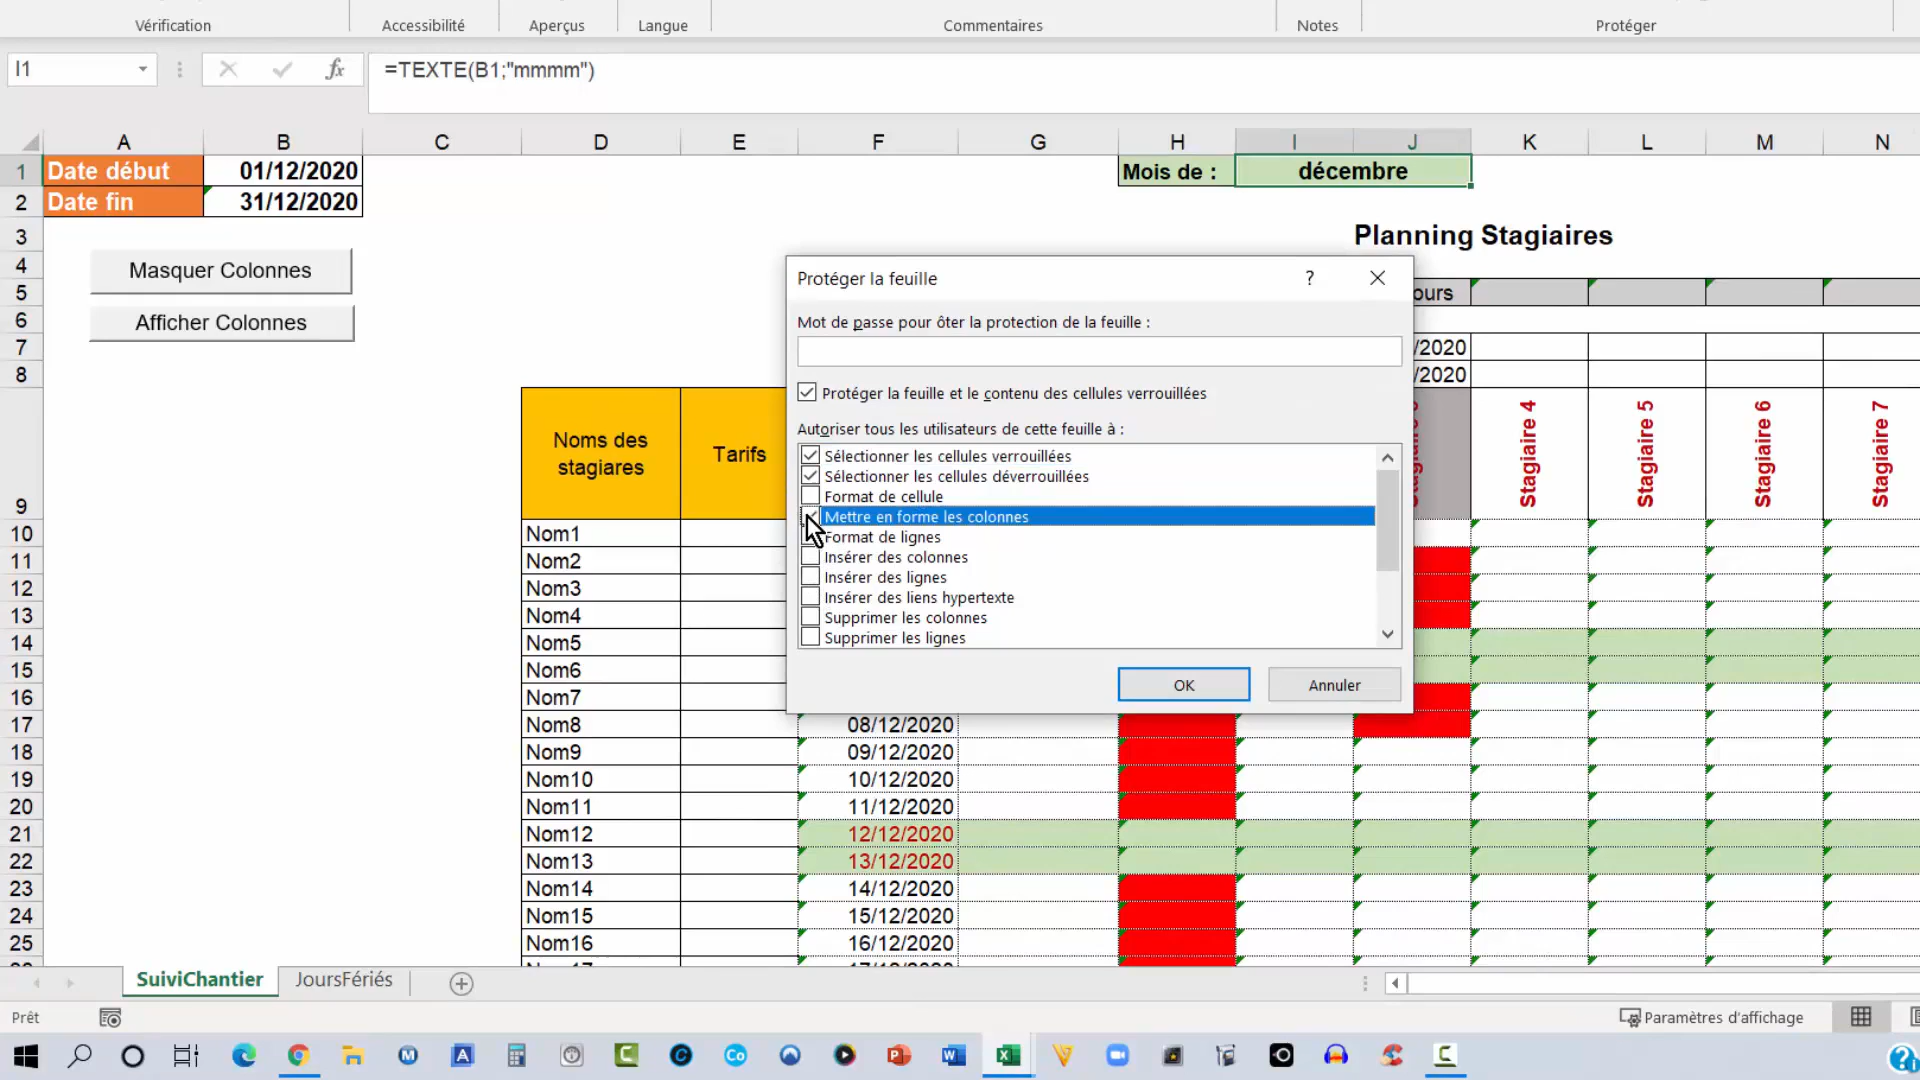 Vérification
Accessibilité
Aperçus
Langue
Commentaires
Notes
Protéger
I1
fx
=TEXTE(B1;"mmmm")
A B C D E F G H I J K L M N
1 Date début 01/12/2020 Mois de : décembre
2 Date fin 31/12/2020
3 Planning Stagiaires
4
Masquer Colonnes
5
6
Afficher Colonnes
7 /2020
8 /2020
9 Noms des
stagiares
Tarifs
Stagiaire 4
Stagiaire 5
Stagiaire 6
Stagiaire 7
Protéger la feuille
?
Mot de passe pour ôter la protection de la feuille :
Protéger la feuille et le contenu des cellules verrouillées
Autoriser tous les utilisateurs de cette feuille à :
Sélectionner les cellules verrouillées
Sélectionner les cellules déverrouillées
Format de cellule
Mettre en forme les colonnes
Format de lignes
Insérer des colonnes
Insérer des lignes
Insérer des liens hypertexte
Supprimer les colonnes
Supprimer les lignes
OK
Annuler
10 Nom1
11 Nom2
12 Nom3
13 Nom4
14 Nom5
15 Nom6
16 Nom7
17 Nom8 08/12/2020
18 Nom9 09/12/2020
19 Nom10 10/12/2020
20 Nom11 11/12/2020
21 Nom12 12/12/2020
22 Nom13 13/12/2020
23 Nom14 14/12/2020
24 Nom15 15/12/2020
25 Nom16 16/12/2020
SuiviChantier
JoursFériés
Prêt
Paramètres d'affichage